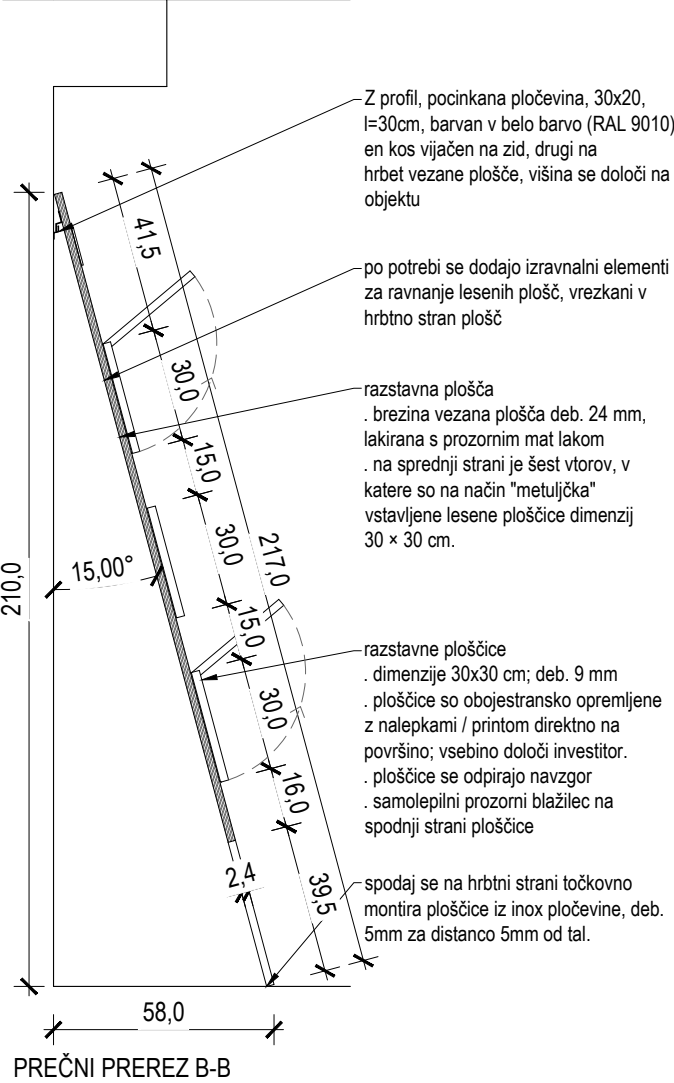 Z profil, pocinkana pločevina, 30x20,
l=30cm, barvan v belo barvo (RAL 9010)
en kos vijačen na zid, drugi na
hrbet vezane plošče, višina se določi na
objektu
po potrebi se dodajo izravnalni elementi
za ravnanje lesenih plošč, vrezkani v
hrbtno stran plošč
razstavna plošča
. brezina vezana plošča deb. 24 mm,
lakirana s prozornim mat lakom
. na sprednji strani je šest vtorov, v
katere so na način "metuljčka"
vstavljene lesene ploščice dimenzij
30 × 30 cm.
razstavne ploščice
. dimenzije 30x30 cm; deb. 9 mm
. ploščice so obojestransko opremljene
z nalepkami / printom direktno na
površino; vsebino določi investitor.
. ploščice se odpirajo navzgor
. samolepilni prozorni blažilec na
spodnji strani ploščice
spodaj se na hrbtni strani točkovno
montira ploščice iz inox pločevine, deb.
5mm za distanco 5mm od tal.
41,5
30,0
15,0
30,0
217,0
15,0
30,0
16,0
39,5
2,4
15,00°
210,0
58,0
PREČNI PREREZ B-B